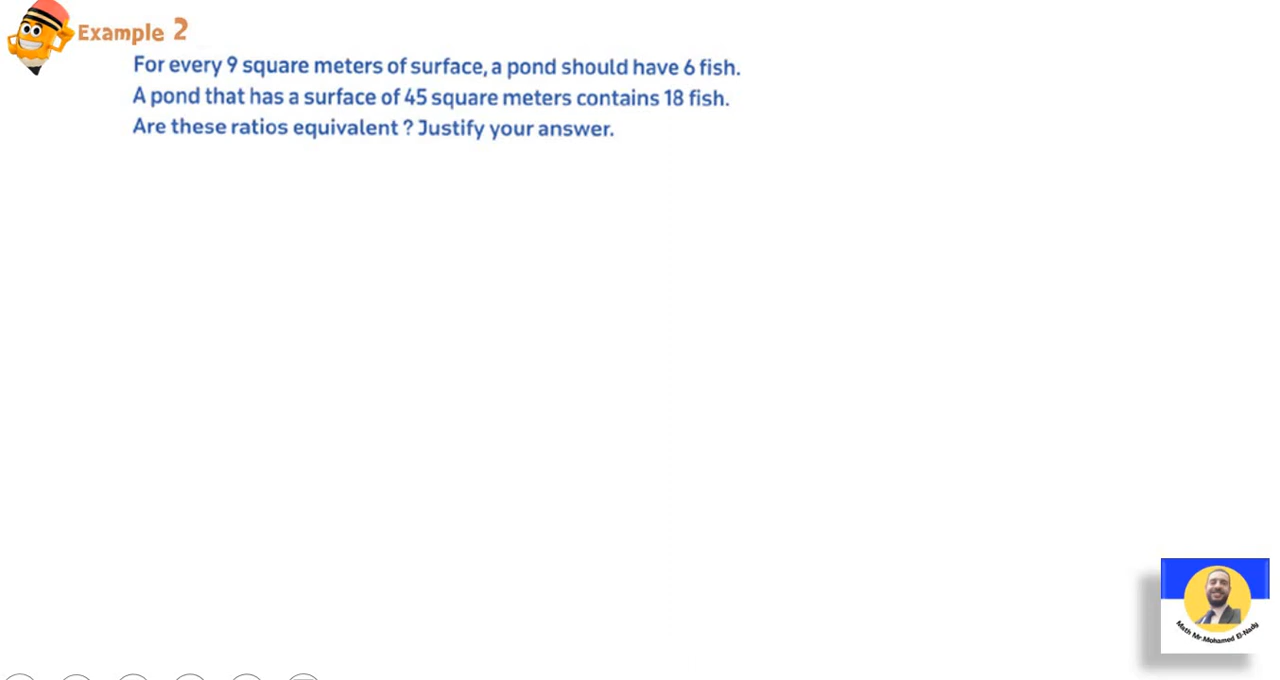 Example 2
For every 9 square meters of surface, a pond should have 6 fish.
A pond that has a surface of 45 square meters contains 18 fish.
Are these ratios equivalent ? Justify your answer.
Math Mr Mohamed El-Nady